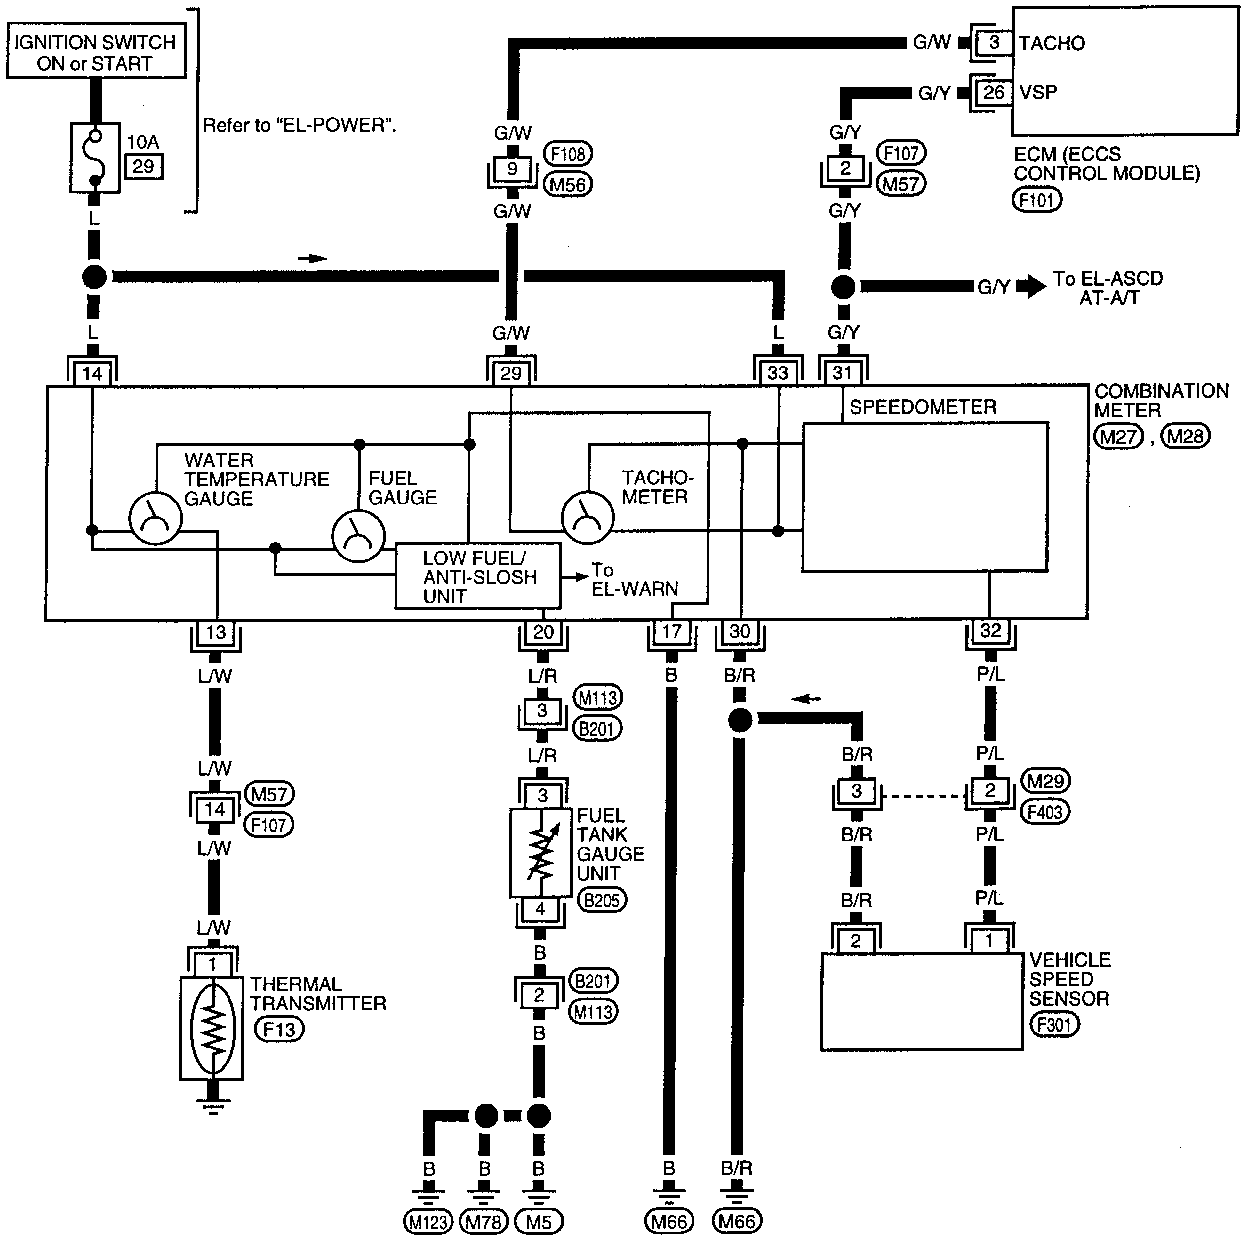 IGNITION SWITCH
ON or START
Refer to "EL-POWER".
10A
29
L
L
G/W
3
TACHO
G/Y
26
VSP
G/W
9
F108
M56
G/W
G/Y
2
F107
M57
G/Y
ECM (ECCS
CONTROL MODULE)
F101
G/Y
To EL-ASCD
AT-A/T
G/W
L
G/Y
14
29
33
31
COMBINATION
METER
M27 , M28
SPEEDOMETER
WATER
TEMPERATURE
GAUGE
FUEL
GAUGE
TACHO-
METER
LOW FUEL/
ANTI-SLOSH
UNIT
To
EL-WARN
13
20
17
30
32
L/W
L/R
B
B/R
P/L
3
M113
B201
L/R
L/W
14
M57
F107
L/W
B/R
P/L
3
2
M29
F403
B/R
P/L
3
FUEL
TANK
GAUGE
UNIT
B205
4
B/R
P/L
2
1
VEHICLE
SPEED
SENSOR
F301
L/W
1
THERMAL
TRANSMITTER
F13
B
2
B201
M113
B
B
B
B
B
B/R
M123
M78
M5
M66
M66